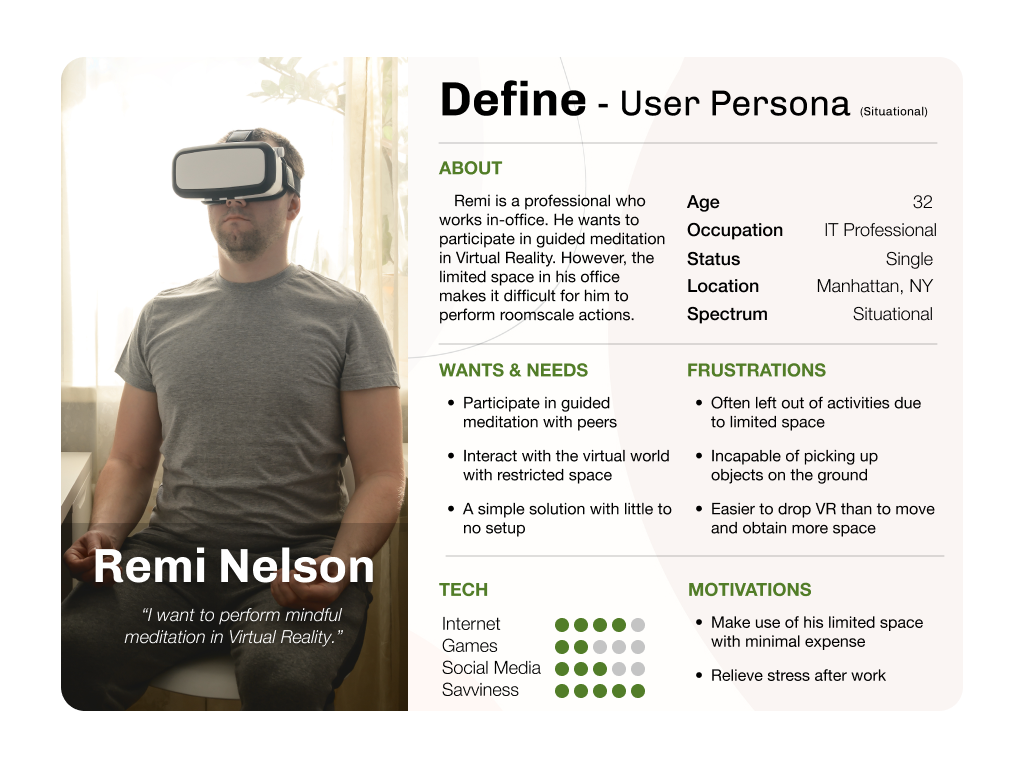 Define - User Persona (Situational)
ABOUT
Remi is a professional who
works in-office. He wants to
participate in guided meditation
in Virtual Reality. However, the
limited space in his office
makes it difficult for him to
perform roomscale actions.
Age 32
Occupation IT Professional
Status Single
Location Manhattan, NY
Spectrum Situational
WANTS & NEEDS
• Participate in guided
meditation with peers
• Interact with the virtual world
with restricted space
• A simple solution with little to
no setup
FRUSTRATIONS
• Often left out of activities due
to limited space
• Incapable of picking up
objects on the ground
• Easier to drop VR than to move
and obtain more space
Remi Nelson
“I want to perform mindful
meditation in Virtual Reality.”
TECH
Internet
Games
Social Media
Savviness
MOTIVATIONS
• Make use of his limited space
with minimal expense
• Relieve stress after work